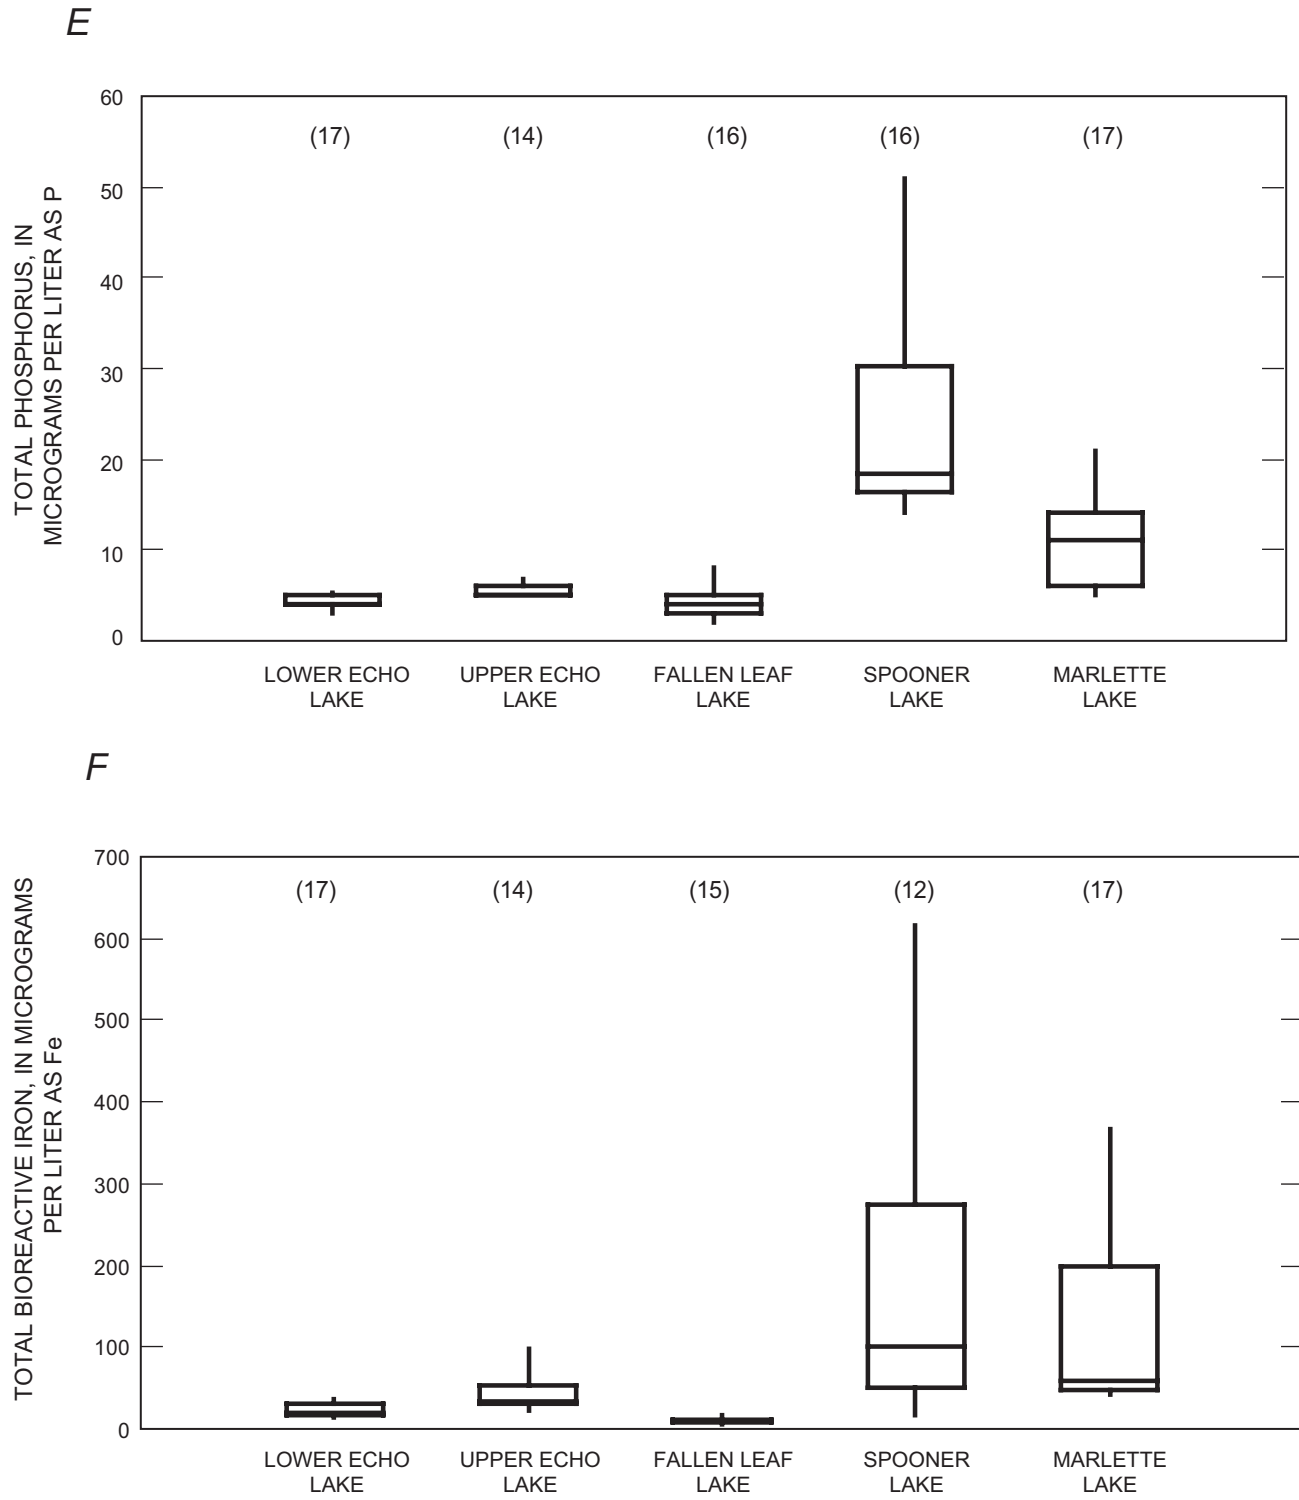 E
TOTAL PHOSPHORUS, IN
MICROGRAMS PER LITER AS P
60
50
40
30
20
10
0
(17) (14) (16) (16) (17)
LOWER ECHO UPPER ECHO FALLEN LEAF SPOONER MARLETTE
LAKE LAKE LAKE LAKE LAKE
F
TOTAL BIOREACTIVE IRON, IN MICROGRAMS
PER LITER AS Fe
700
600
500
400
300
200
100
0
(17) (14) (15) (12) (17)
LOWER ECHO UPPER ECHO FALLEN LEAF SPOONER MARLETTE
LAKE LAKE LAKE LAKE LAKE